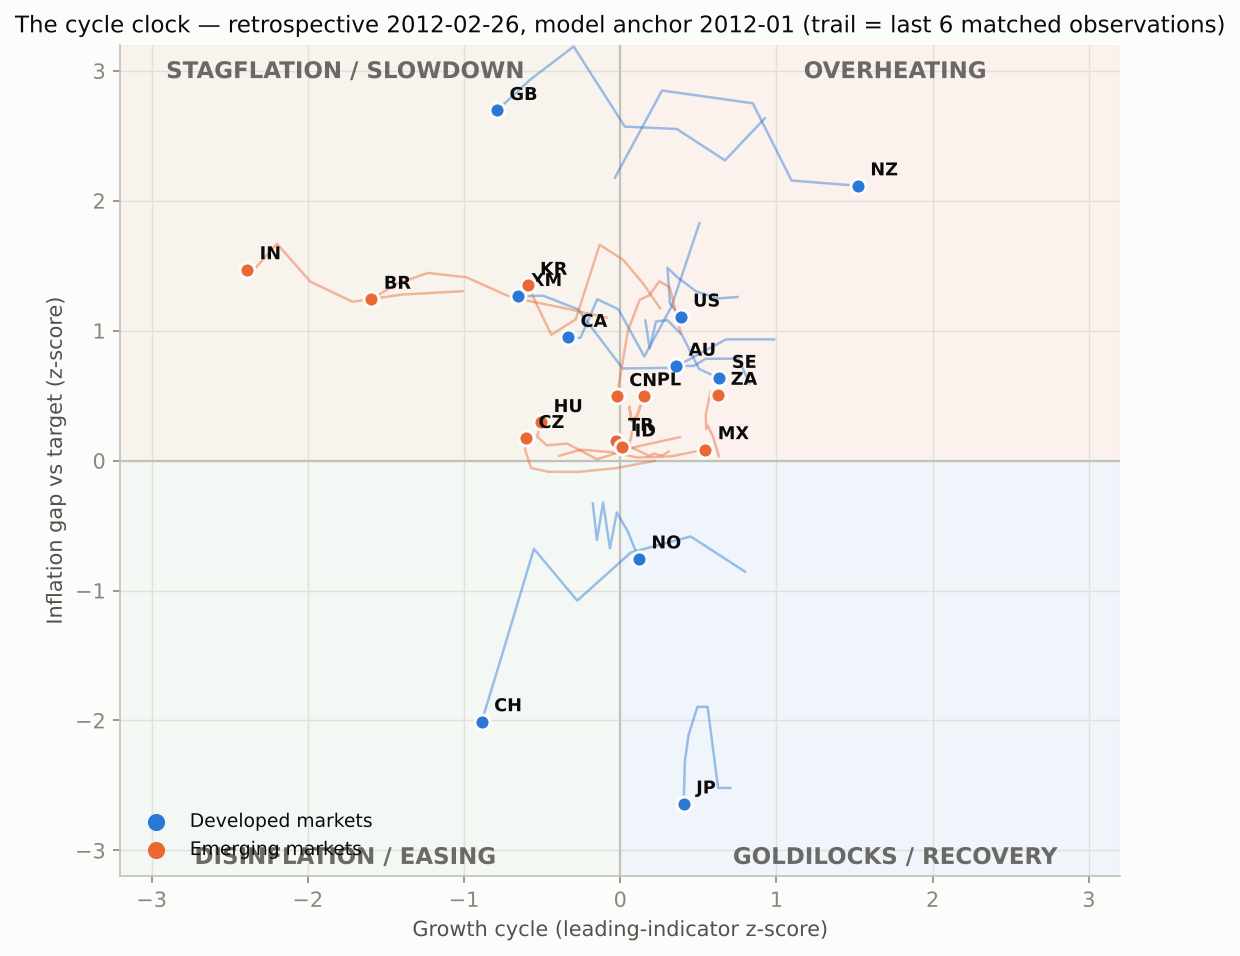 The cycle clock — retrospective 2012-02-26, model anchor 2012-01 (trail = last 6 matched observations)
STAGFLATION / SLOWDOWN
OVERHEATING
GB
NZ
IN
BR
KR
XM
CA
US
AU
SE
ZA
CN
PL
HU
CZ
TR
ID
MX
NO
CH
JP
Developed markets
Emerging markets
DISINFLATION / EASING
GOLDILOCKS / RECOVERY
3
2
1
0
−1
−2
−3
−3
−2
−1
0
1
2
3
Inflation gap vs target (z-score)
Growth cycle (leading-indicator z-score)